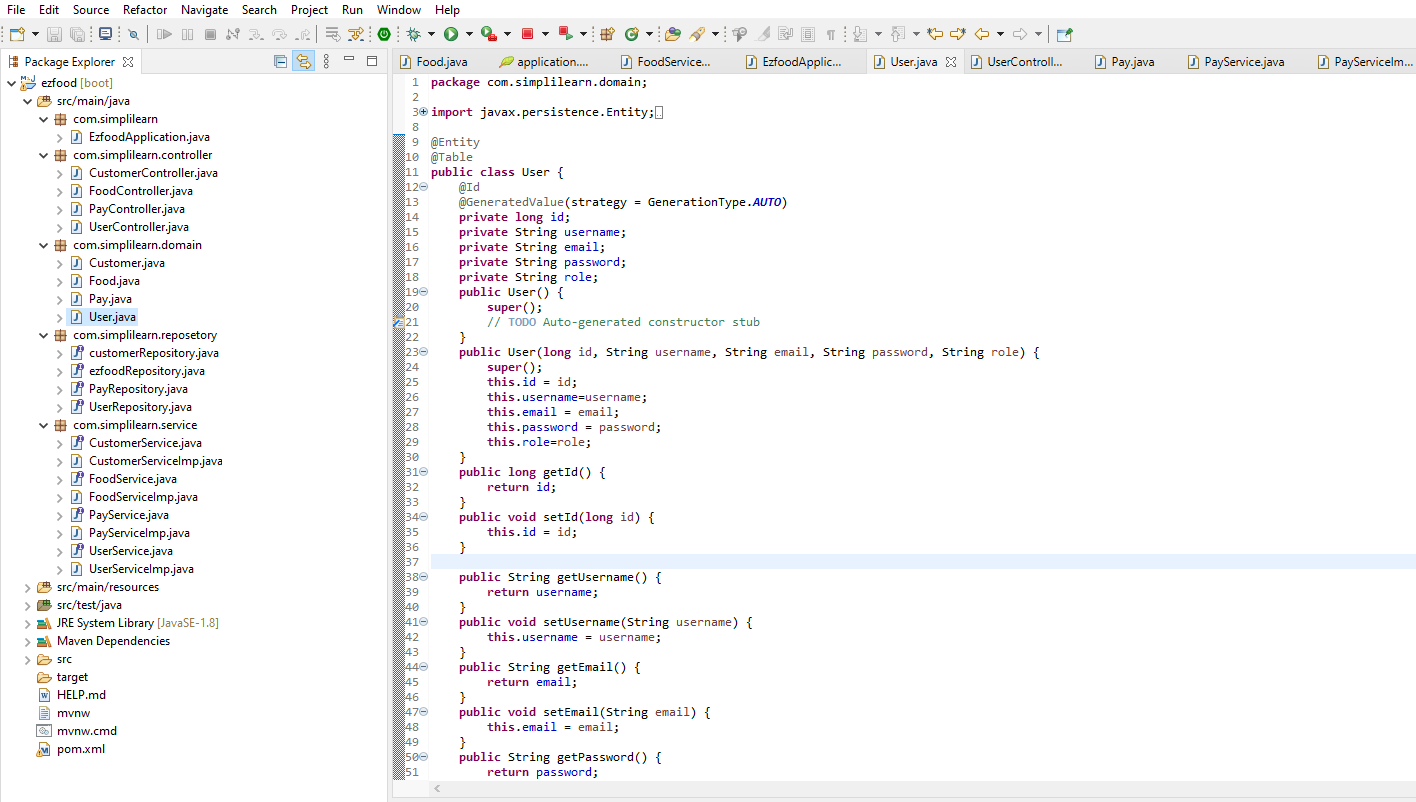 File Edit Source Refactor Navigate Search Project Run Window Help
Package Explorer
ezfood [boot]
src/main/java
com.simplilearn
EzfoodApplication.java
com.simplilearn.controller
CustomerController.java
FoodController.java
PayController.java
UserController.java
com.simplilearn.domain
Customer.java
Food.java
Pay.java
User.java
com.simplilearn.reposetory
customerRepository.java
ezfoodRepository.java
PayRepository.java
UserRepository.java
com.simplilearn.service
CustomerService.java
CustomerServiceImp.java
FoodService.java
FoodServiceImp.java
PayService.java
PayServiceImp.java
UserService.java
UserServiceImp.java
src/main/resources
src/test/java
JRE System Library [JavaSE-1.8]
Maven Dependencies
src
target
HELP.md
mvnw
mvnw.cmd
pom.xml
Food.java application.... FoodService... EzfoodApplic... User.java UserControll... Pay.java PayService.java PayServiceIm...
1 package com.simplilearn.domain;
2
3 import javax.persistence.Entity;
8
9 @Entity
10 @Table
11 public class User {
12 @Id
13 @GeneratedValue(strategy = GenerationType.AUTO)
14 private long id;
15 private String username;
16 private String email;
17 private String password;
18 private String role;
19 public User() {
20 super();
21 // TODO Auto-generated constructor stub
22 }
23 public User(long id, String username, String email, String password, String role) {
24 super();
25 this.id = id;
26 this.username=username;
27 this.email = email;
28 this.password = password;
29 this.role=role;
30 }
31 public long getId() {
32 return id;
33 }
34 public void setId(long id) {
35 this.id = id;
36 }
37
38 public String getUsername() {
39 return username;
40 }
41 public void setUsername(String username) {
42 this.username = username;
43 }
44 public String getEmail() {
45 return email;
46 }
47 public void setEmail(String email) {
48 this.email = email;
49 }
50 public String getPassword() {
51 return password;